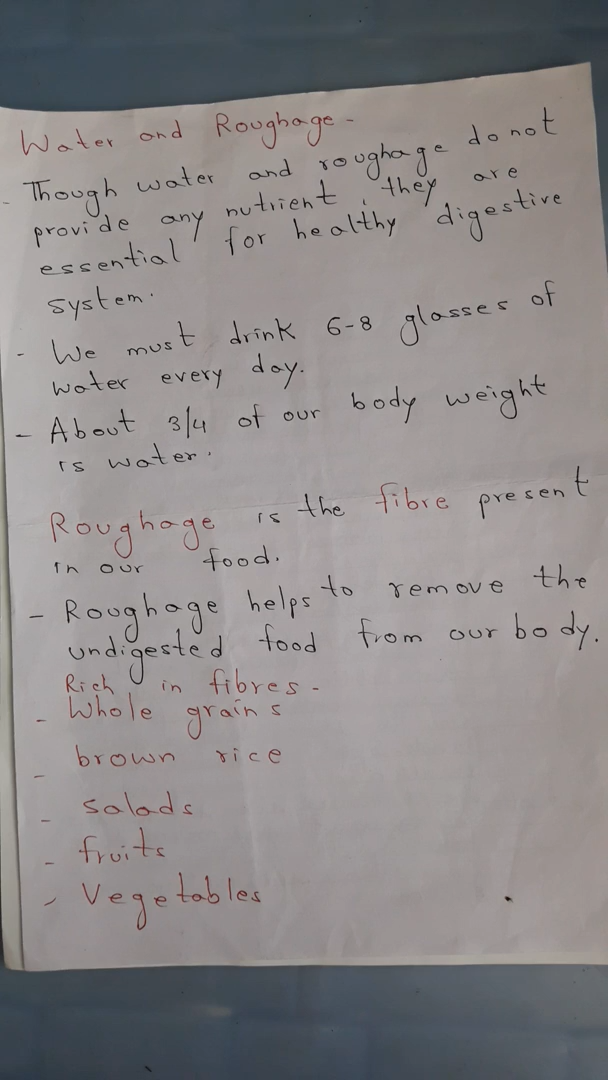 Water and Roughage -
- Though water and roughage do not
provide any nutrient, they are
essential for healthy digestive
system.
- We must drink 6-8 glasses of
water every day.
- About 3/4 of our body weight
is water.
Roughage is the fibre present
in our food.
- Roughage helps to remove the
undigested food from our body.
Rich in fibres -
- Whole grains
- brown rice
- salads
- fruits
- Vegetables